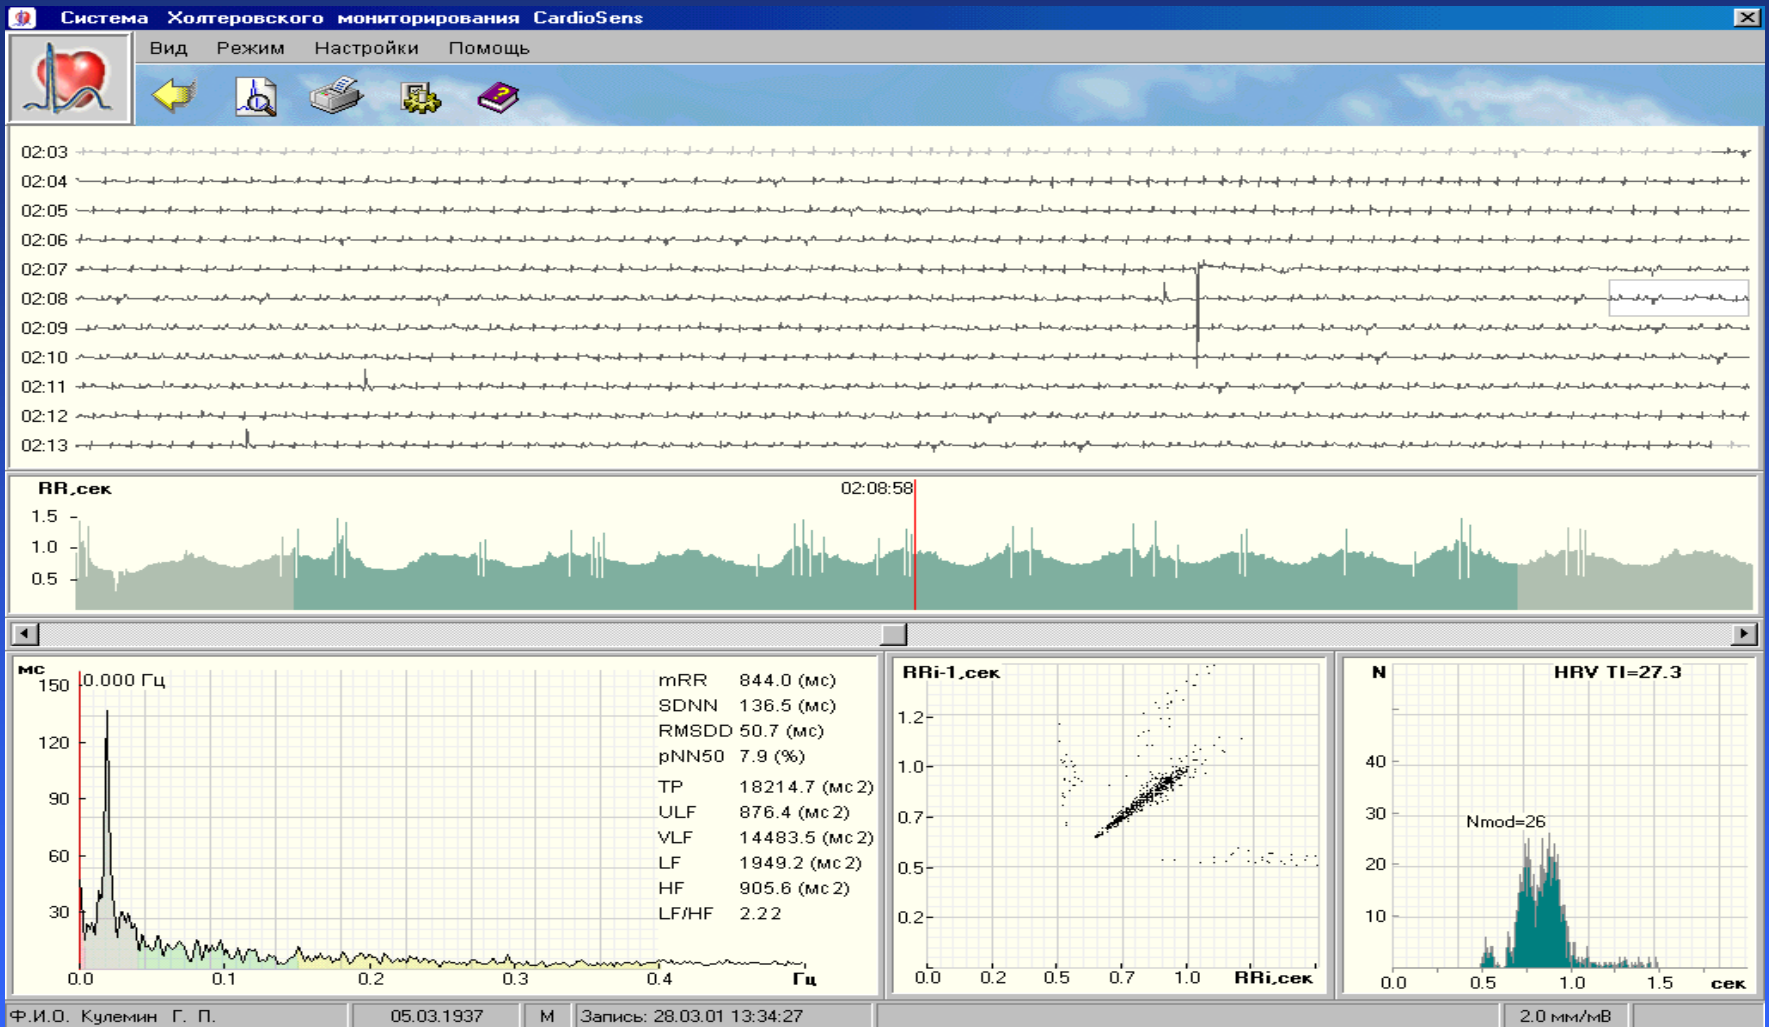 Система Холтеровского мониторирования CardioSens
Вид Режим Настройки Помощь
02:03
02:04
02:05
02:06
02:07
02:08
02:09
02:10
02:11
02:12
02:13
RR,сек
02:08:58
1.5
1.0
0.5
мс
0.000 Гц
150
120
90
60
30
0.0 0.1 0.2 0.3 0.4 Гц
mRR 844.0 (мс)
SDNN 136.5 (мс)
RMSDD 50.7 (мс)
pNN50 7.9 (%)
TP 18214.7 (мс2)
ULF 876.4 (мс2)
VLF 14483.5 (мс2)
LF 1949.2 (мс2)
HF 905.6 (мс2)
LF/HF 2.22
RRi-1,сек
1.2
1.0
0.7
0.5
0.2
0.0 0.2 0.5 0.7 1.0 RRi,сек
N HRV TI=27.3
40
30
Nmod=26
20
10
0.0 0.5 1.0 1.5 сек
Ф.И.О. Кулемин Г. П. 05.03.1937 М Запись: 28.03.01 13:34:27 2.0 мм/мВ